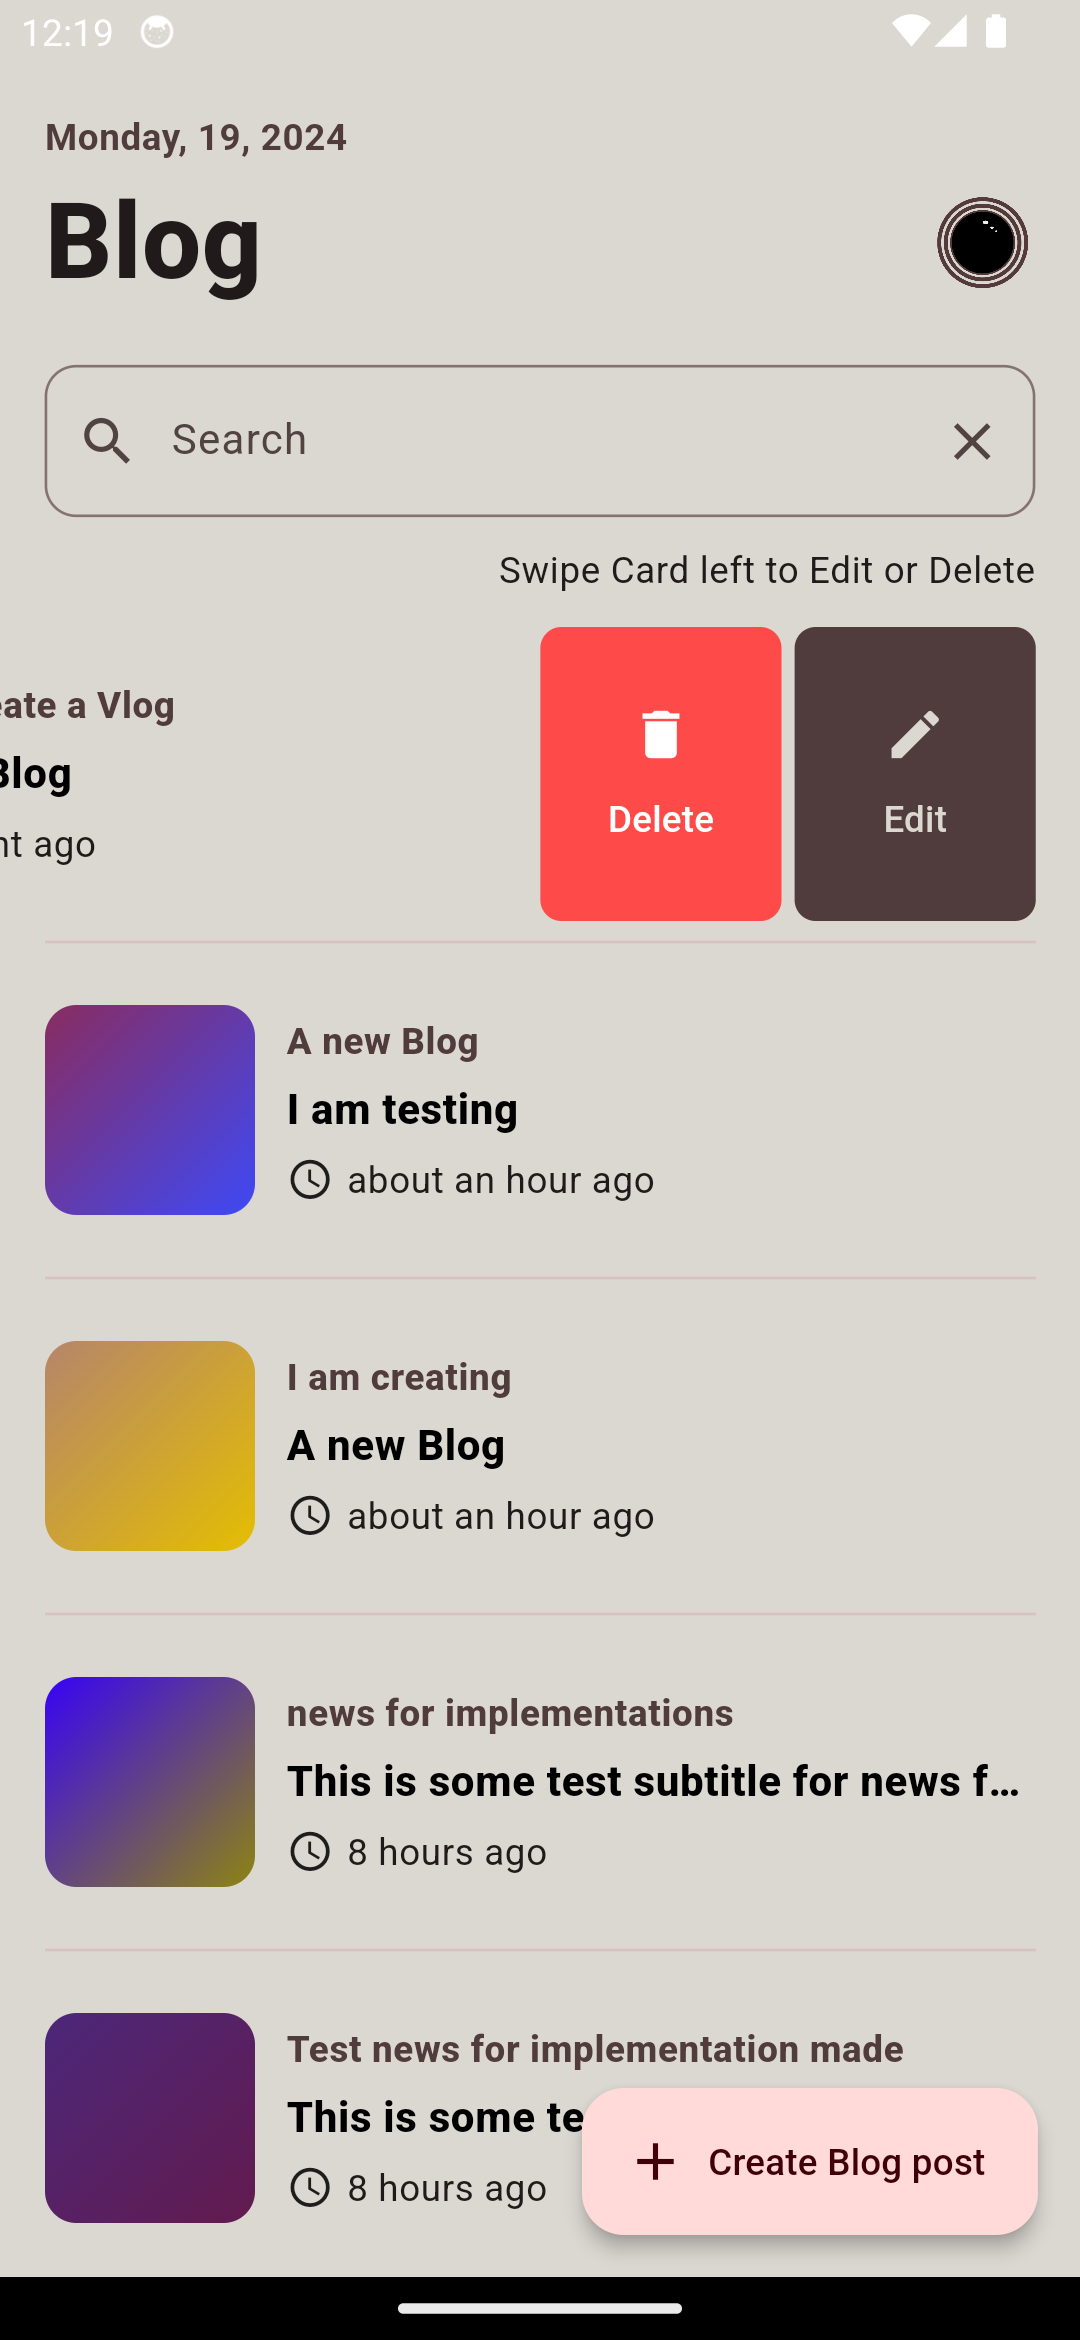 12:19
Monday, 19, 2024
Blog
Search
Swipe Card left to Edit or Delete
eate a Vlog
Blog
nt ago
Delete
Edit
A new Blog
I am testing
about an hour ago
I am creating
A new Blog
about an hour ago
news for implementations
This is some test subtitle for news f...
8 hours ago
Test news for implementation made
This is some te
8 hours ago
Create Blog post